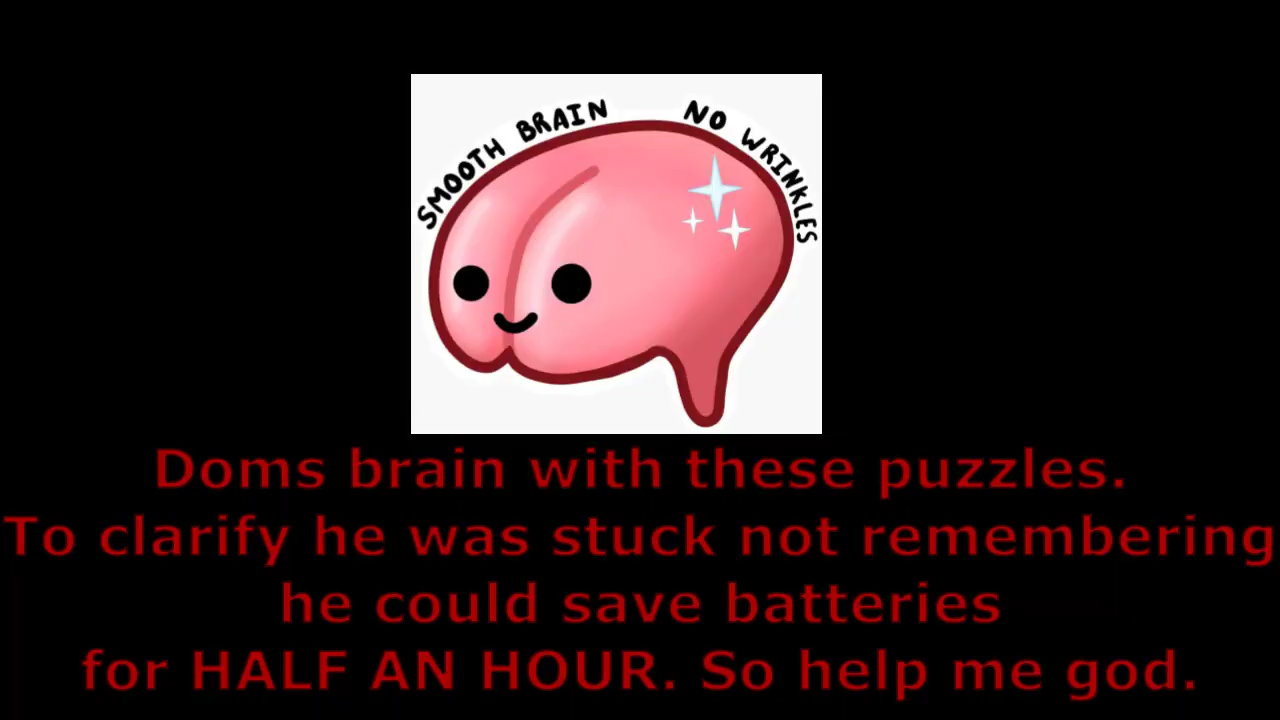 SMOOTH BRAIN NO WRINKLES
Doms brain with these puzzles.
To clarify he was stuck not remembering
he could save batteries
for HALF AN HOUR. So help me god.